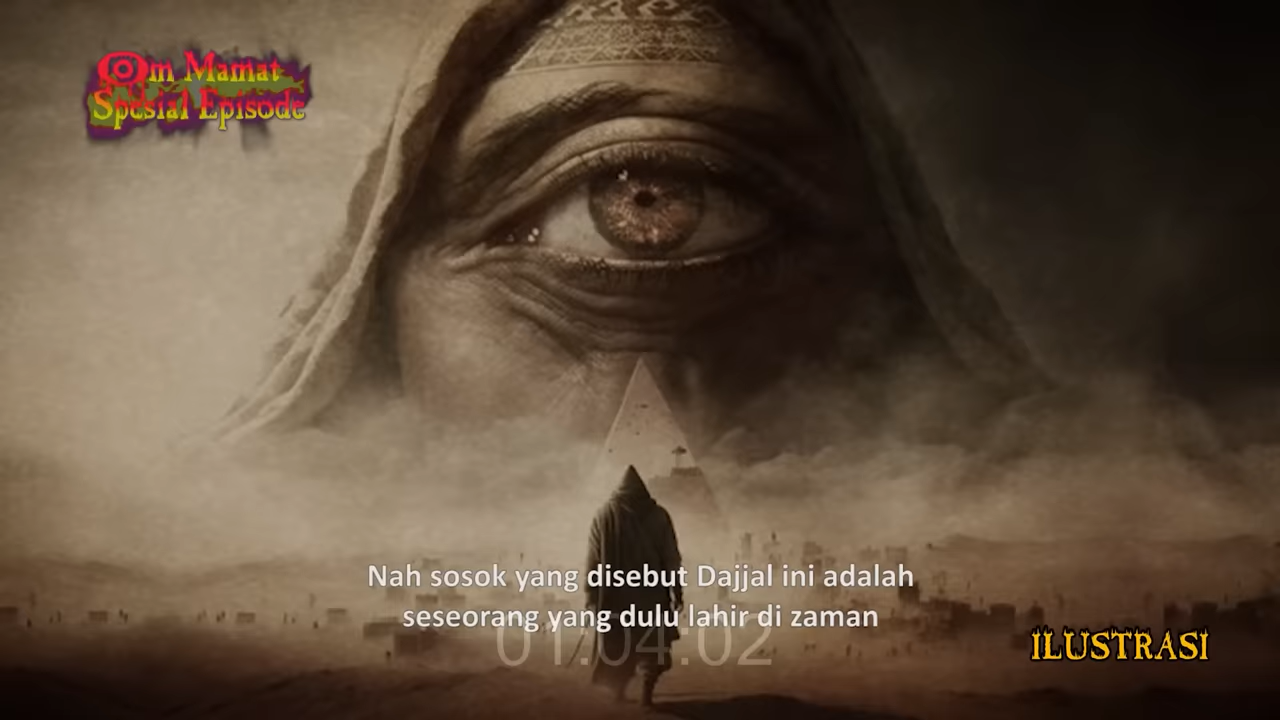 Om Mamat
Spesial Episode
Nah sosok yang disebut Dajjal ini adalah
seseorang yang dulu lahir di zaman
01:04:02
ILUSTRASI